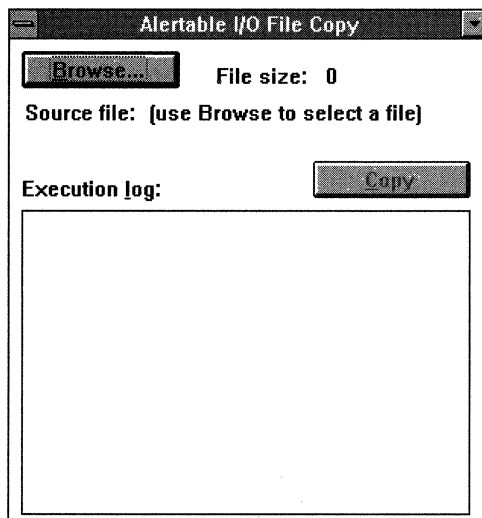 Alertable I/O File Copy
Browse... File size: 0
Source file: (use Browse to select a file)
Copy
Execution log: